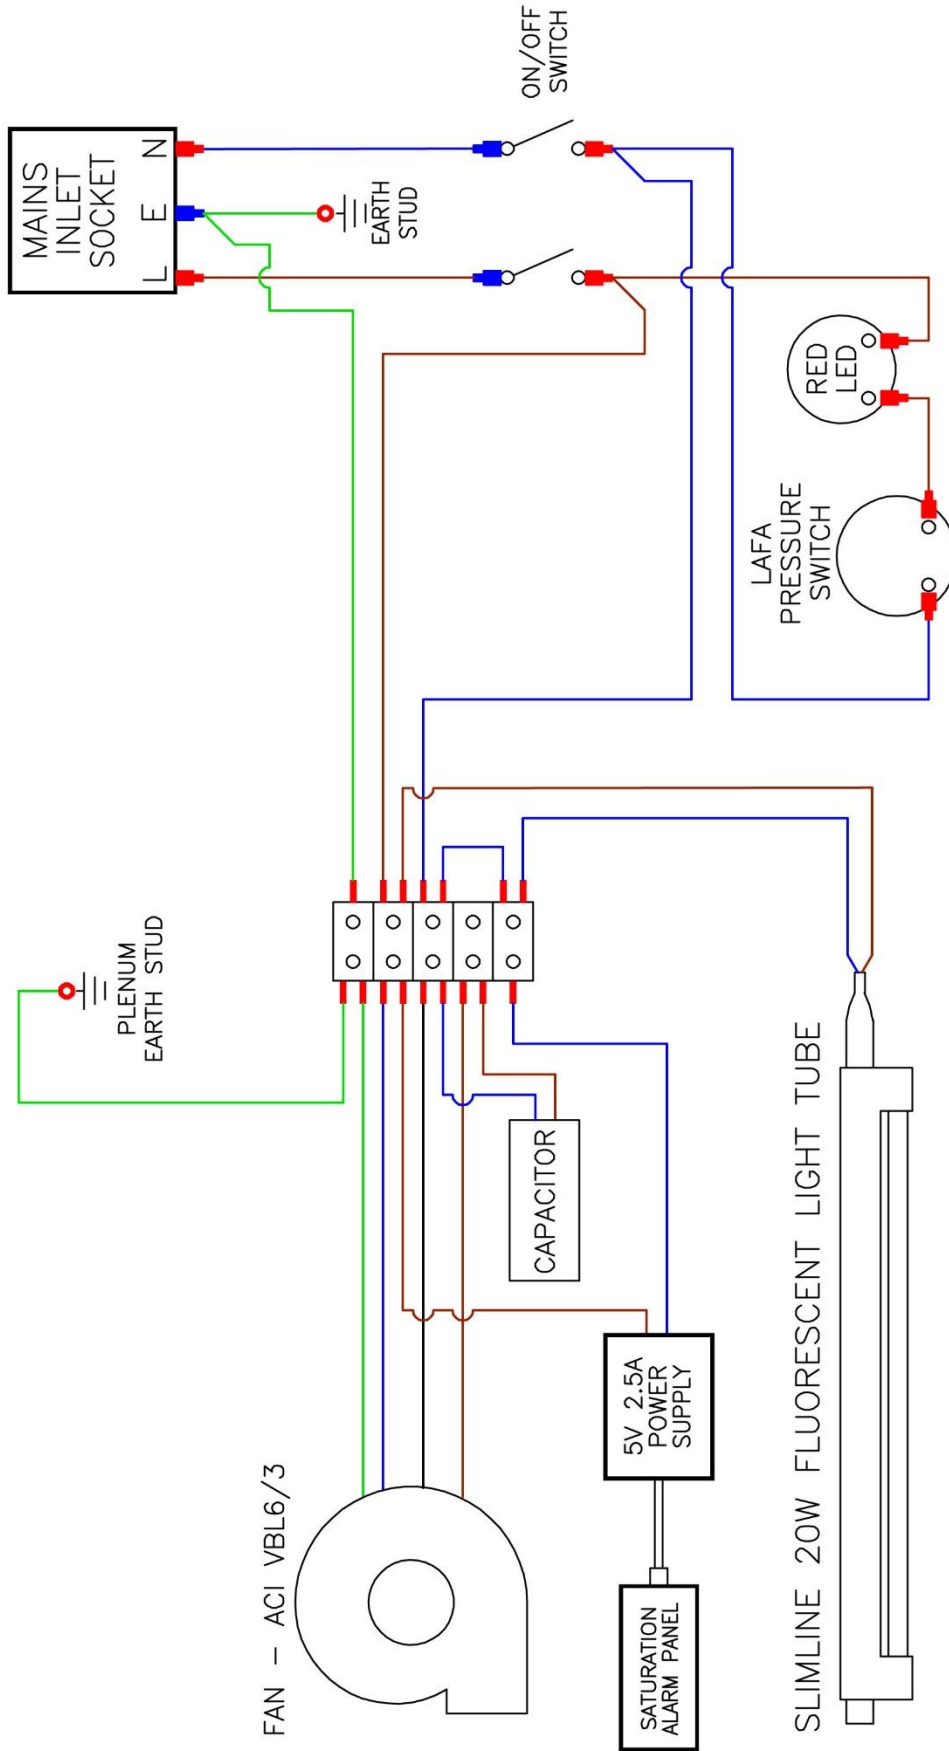 MAINS
INLET
SOCKET
L E N
ON/OFF
SWITCH
EARTH
STUD
RED
LED
LAFA
PRESSURE
SWITCH
PLENUM
EARTH STUD
CAPACITOR
FAN – ACI VBL6/3
5V 2.5A
POWER
SUPPLY
SATURATION
ALARM PANEL
SLIMLINE 20W FLUORESCENT LIGHT TUBE